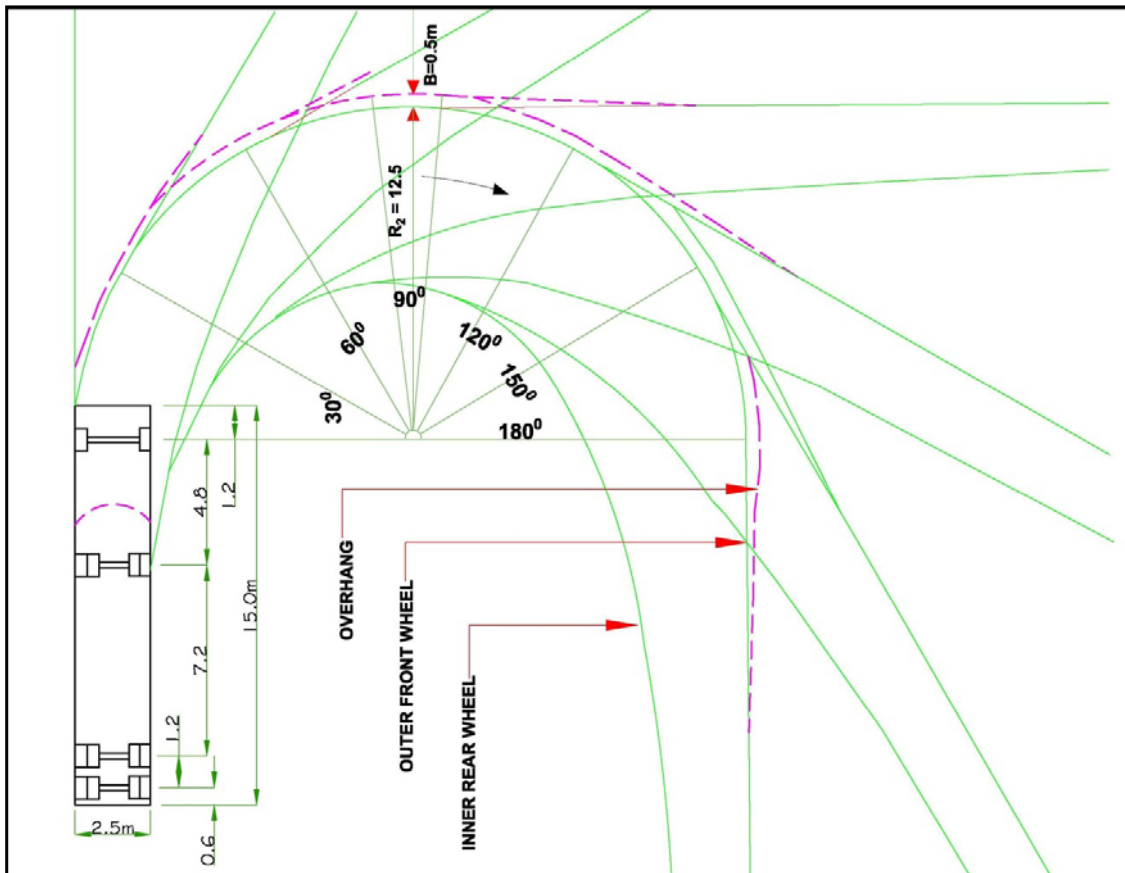 B=0.5m
R₂ = 12.5
90⁰
60⁰
120⁰
30⁰
150⁰
180⁰
4.8
1.2
15.0m
7.2
1.2
2.5m
0.6
OVERHANG
OUTER FRONT WHEEL
INNER REAR WHEEL